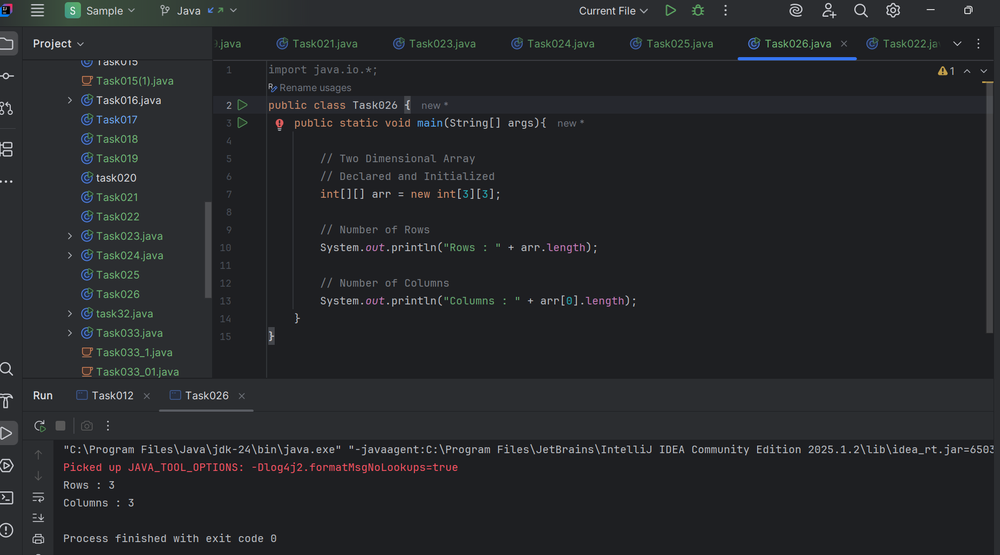 S Sample Java Current File
Project
9.java Task021.java Task023.java Task024.java Task025.java Task026.java Task022.ja
Task015
Task015(1).java
Task016.java
Task017
Task018
Task019
task020
Task021
Task022
Task023.java
Task024.java
Task025
Task026
task32.java
Task033.java
Task033_1.java
Task033_01.java
1 import java.io.*;
Rename usages
2 public class Task026 { new *
3 public static void main(String[] args){ new *
4
5 // Two Dimensional Array
6 // Declared and Initialized
7 int[][] arr = new int[3][3];
8
9 // Number of Rows
10 System.out.println("Rows : " + arr.length);
11
12 // Number of Columns
13 System.out.println("Columns : " + arr[0].length);
14 }
15 }
1
Run Task012 Task026
"C:\Program Files\Java\jdk-24\bin\java.exe" "-javaagent:C:\Program Files\JetBrains\IntelliJ IDEA Community Edition 2025.1.2\lib\idea_rt.jar=6503
Picked up JAVA_TOOL_OPTIONS: -Dlog4j2.formatMsgNoLookups=true
Rows : 3
Columns : 3
Process finished with exit code 0